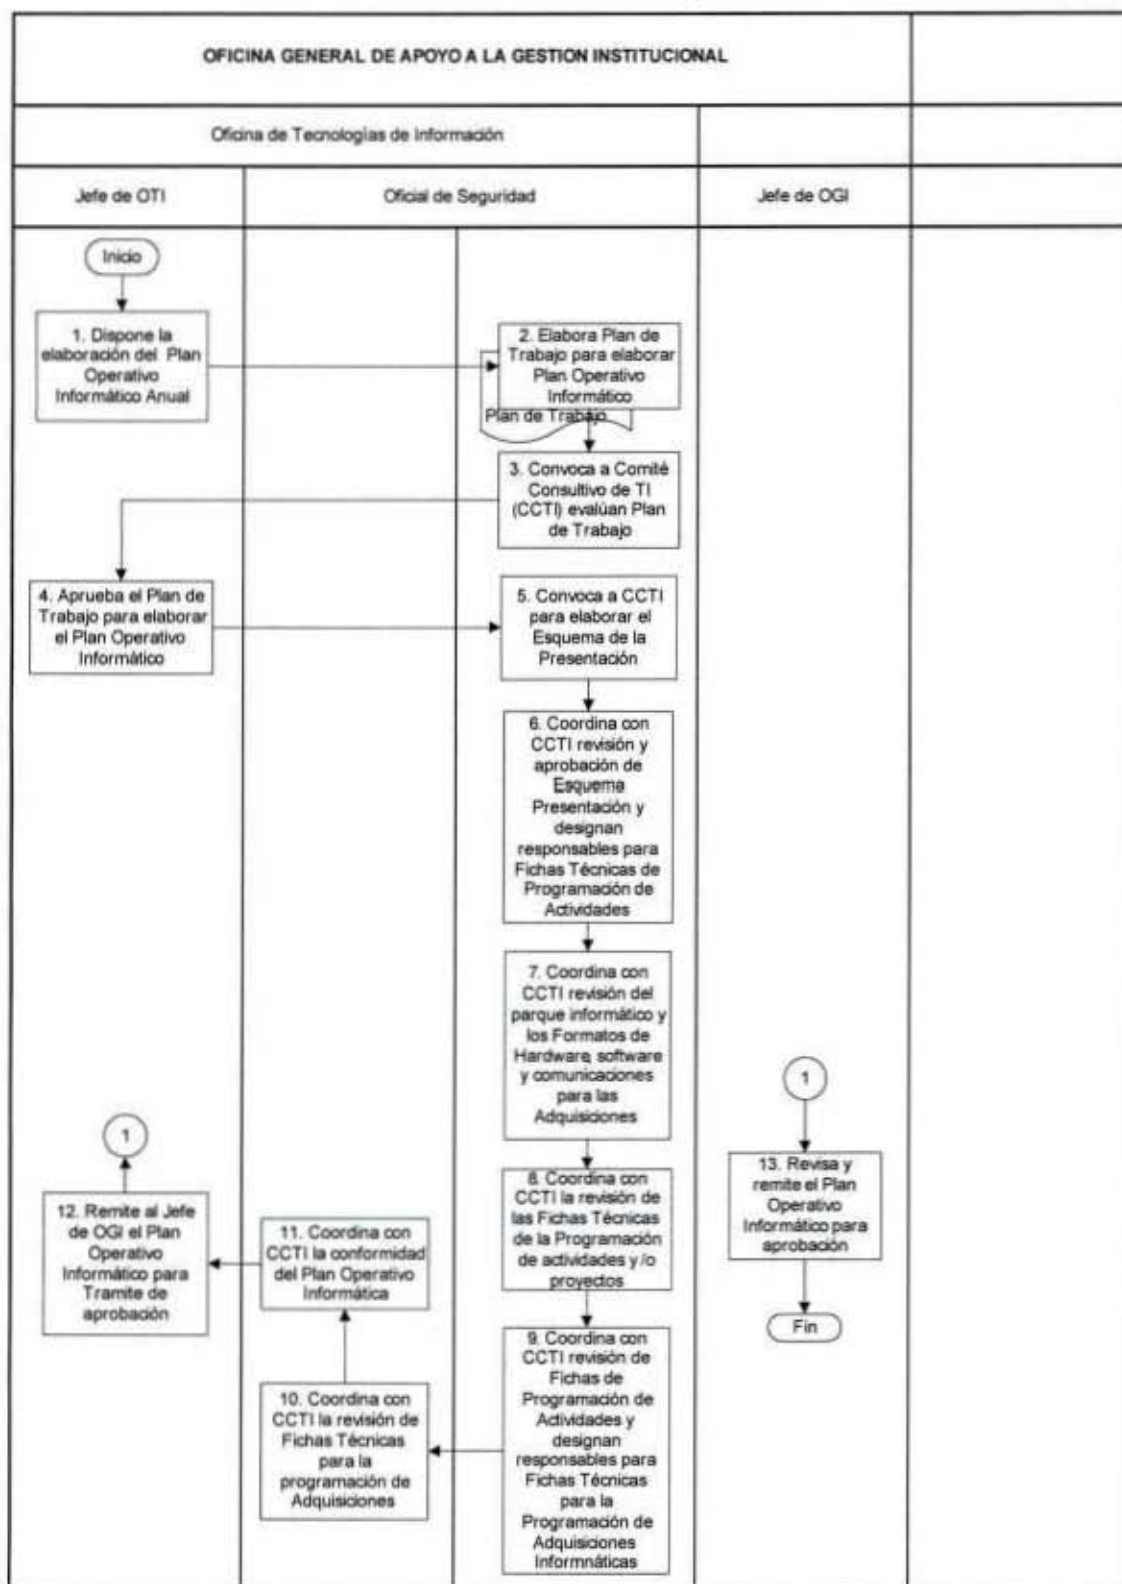 OFICINA GENERAL DE APOYO A LA GESTION INSTITUCIONAL
Oficina de Tecnologías de Información
Jefe de OTI
Oficial de Seguridad
Jefe de OGI
Inicio
1. Dispone la
elaboración del Plan
Operativo
Informático Anual
2. Elabora Plan de
Trabajo para elaborar
Plan Operativo
Informático
Plan de Trabajo
3. Convoca a Comité
Consultivo de TI
(CCTI) evalúan Plan
de Trabajo
4. Aprueba el Plan de
Trabajo para elaborar
el Plan Operativo
Informático
5. Convoca a CCTI
para elaborar el
Esquema de la
Presentación
6. Coordina con
CCTI revisión y
aprobación de
Esquema
Presentación y
designan
responsables para
Fichas Técnicas de
Programación de
Actividades
7. Coordina con
CCTI revisión del
parque informático y
los Formatos de
Hardware, software
y comunicaciones
para las
Adquisiciones
8. Coordina con
CCTI la revisión de
las Fichas Técnicas
de la Programación
de actividades y /o
proyectos
9. Coordina con
CCTI revisión de
Fichas de
Programación de
Actividades y
designan
responsables para
Fichas Técnicas
para la
Programación de
Adquisiciones
Informnáticas
10. Coordina con
CCTI la revisión de
Fichas Técnicas
para la
programación de
Adquisiciones
11. Coordina con
CCTI la conformidad
del Plan Operativo
Informática
12. Remite al Jefe
de OGI el Plan
Operativo
Informático para
Tramite de
aprobación
1
1
13. Revisa y
remite el Plan
Operativo
Informático para
aprobación
Fin